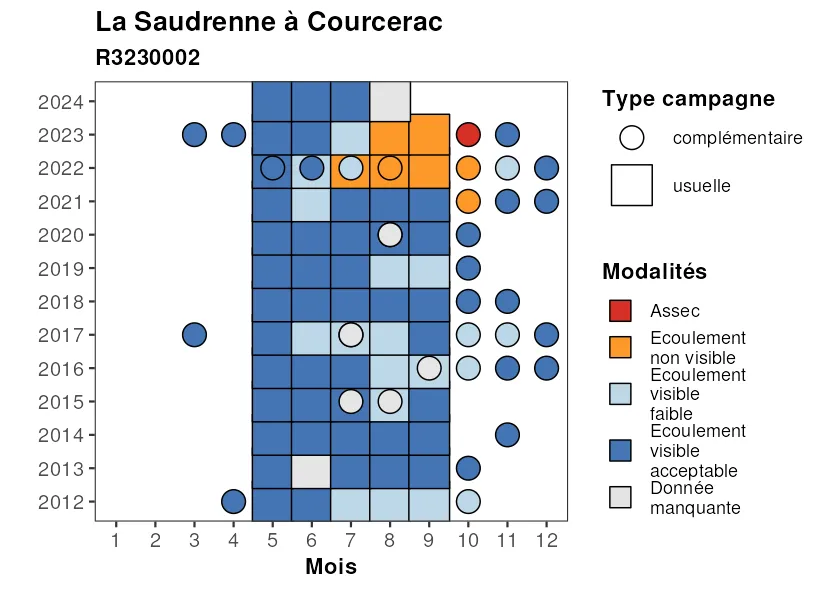 La Saudrenne à Courcerac
R3230002
2024
2023
2022
2021
2020
2019
2018
2017
2016
2015
2014
2013
2012
1 2 3 4 5 6 7 8 9 10 11 12
Mois
Type campagne
complémentaire
usuelle
Modalités
Assec
Ecoulement
non visible
Ecoulement
visible
faible
Ecoulement
visible
acceptable
Donnée
manquante